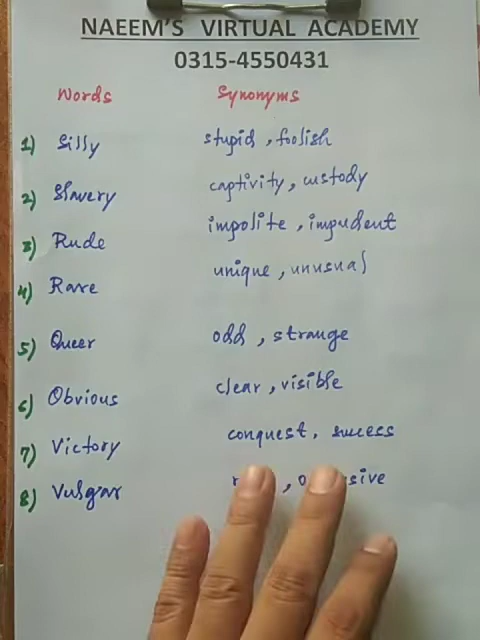 NAEEM'S VIRTUAL ACADEMY
0315-4550431
Words Synonyms
1) Silly stupid, foolish
2) Slavery captivity, custody
3) Rude impolite, impudent
4) Rare unique, unusual
5) Queer odd, strange
6) Obvious clear, visible
7) Victory conquest, success
8) Vulgar